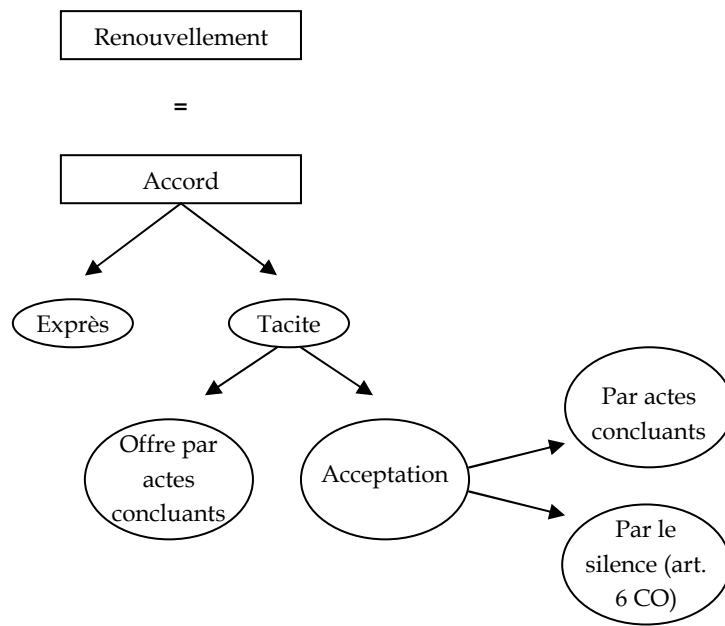 Renouvellement
=
Accord
Exprès
Tacite
Offre par
actes
concluants
Acceptation
Par actes
concluants
Par le
silence (art.
6 CO)